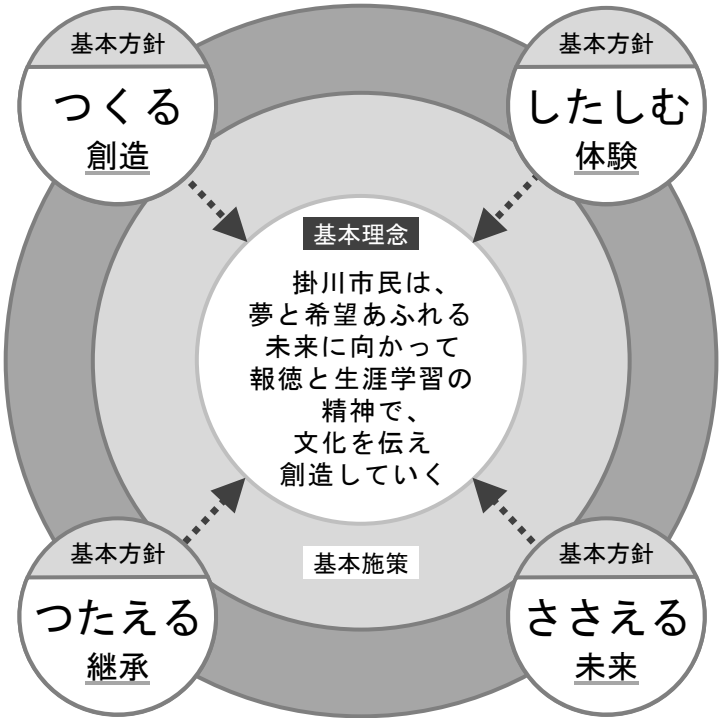 基本方針
つくる
創造
基本方針
したしむ
体験
基本理念
掛川市民は、
夢と希望あふれる
未来に向かって
報徳と生涯学習の
精神で、
文化を伝え
創造していく
基本施策
基本方針
つたえる
継承
基本方針
ささえる
未来